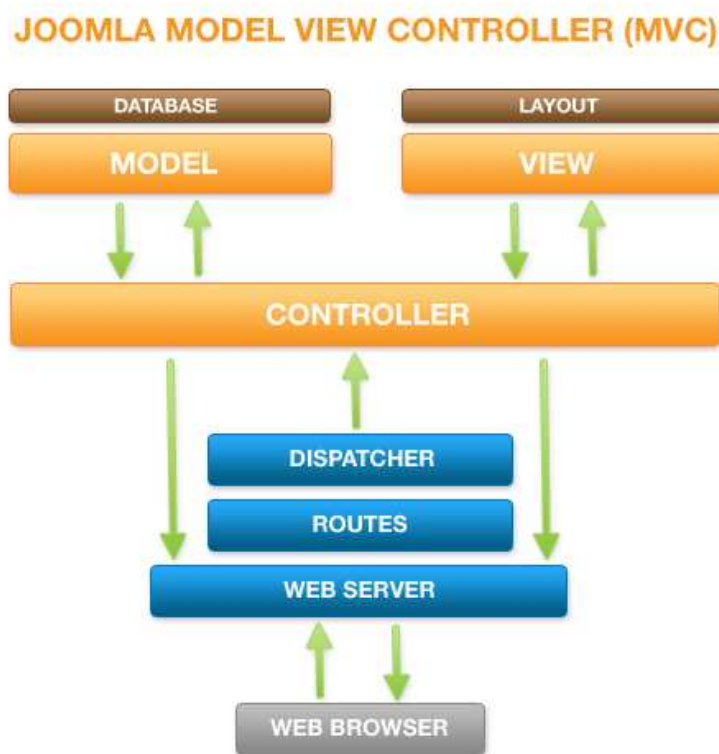 JOOMLA MODEL VIEW CONTROLLER (MVC)
DATABASE
MODEL
LAYOUT
VIEW
CONTROLLER
DISPATCHER
ROUTES
WEB SERVER
WEB BROWSER